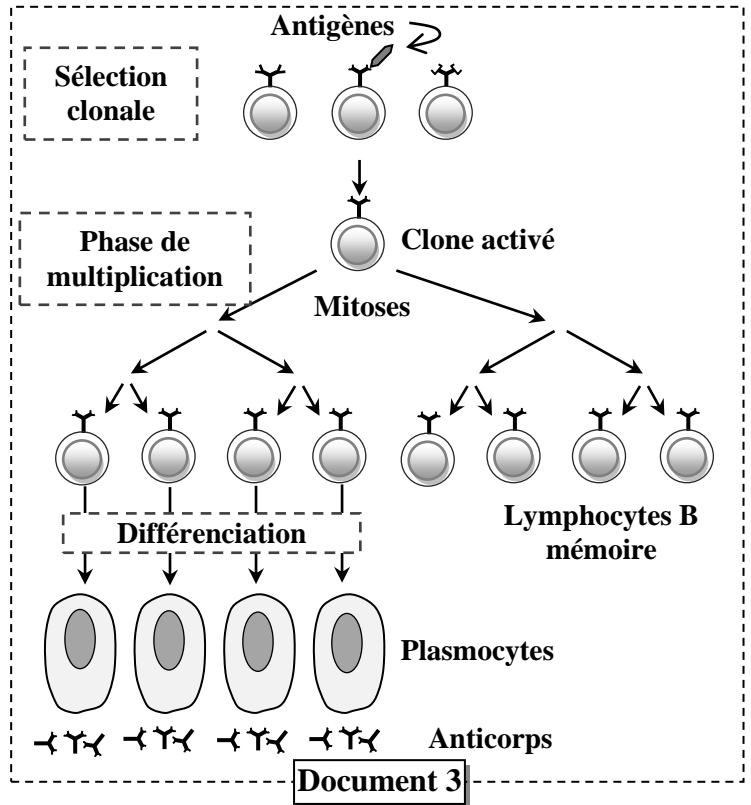 Antigènes
Sélection
clonale
Clone activé
Phase de
multiplication
Mitoses
Différenciation
Lymphocytes B
mémoire
Plasmocytes
Anticorps
Document 3